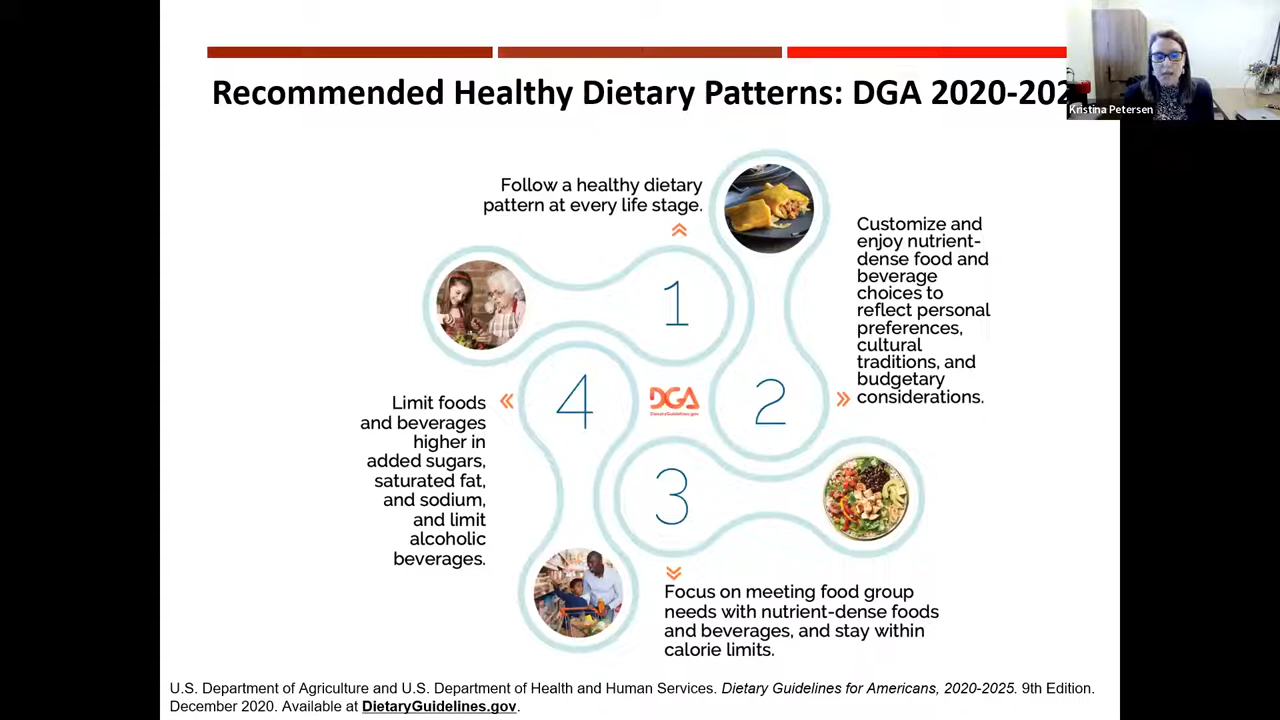 Recommended Healthy Dietary Patterns: DGA 2020-202
Kristina Petersen
Follow a healthy dietary
pattern at every life stage.
1
Customize and
enjoy nutrient-
dense food and
beverage
choices to
reflect personal
preferences,
cultural
traditions, and
budgetary
considerations.
2
4
DGA
DietaryGuidelines.gov
Limit foods
and beverages
higher in
added sugars,
saturated fat,
and sodium,
and limit
alcoholic
beverages.
3
Focus on meeting food group
needs with nutrient-dense foods
and beverages, and stay within
calorie limits.
U.S. Department of Agriculture and U.S. Department of Health and Human Services. Dietary Guidelines for Americans, 2020-2025. 9th Edition.
December 2020. Available at DietaryGuidelines.gov.